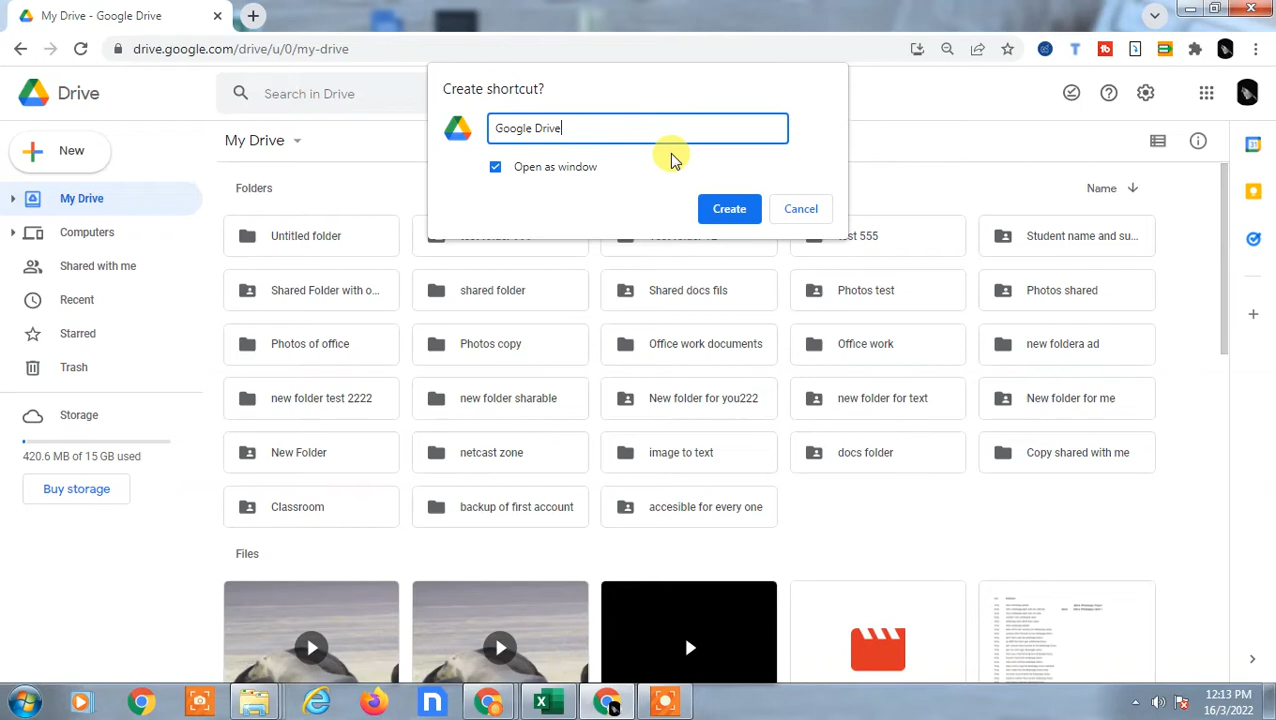 My Drive - Google Drive
drive.google.com/drive/u/0/my-drive
Drive
Search in Drive
Create shortcut?
Google Drive
Open as window
Create
Cancel
New
My Drive
Computers
Shared with me
Recent
Starred
Trash
Storage
420.6 MB of 15 GB used
Buy storage
My Drive
Folders
Name
Untitled folder
test 555
Student name and su...
Shared Folder with o...
shared folder
Shared docs fils
Photos test
Photos shared
Photos of office
Photos copy
Office work documents
Office work
new foldera ad
new folder test 2222
new folder sharable
New folder for you222
new folder for text
New folder for me
New Folder
netcast zone
image to text
docs folder
Copy shared with me
Classroom
backup of first account
accesible for every one
Files
12:13 PM
16/3/2022